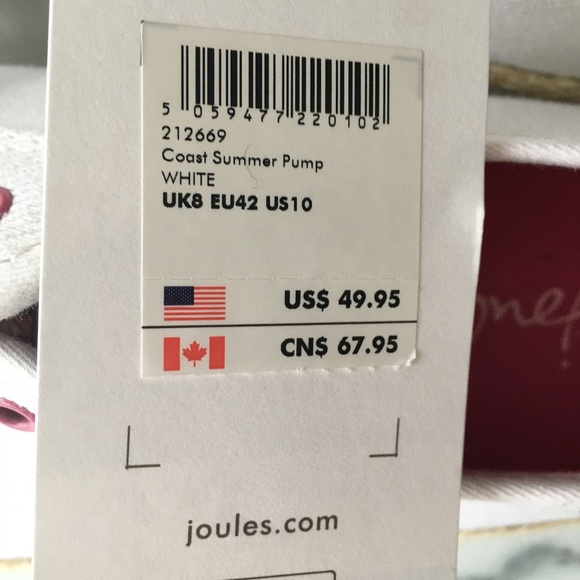 5 059477 220102
212669
Coast Summer Pump
WHITE
UK8 EU42 US10
US$ 49.95
CN$ 67.95
joules.com